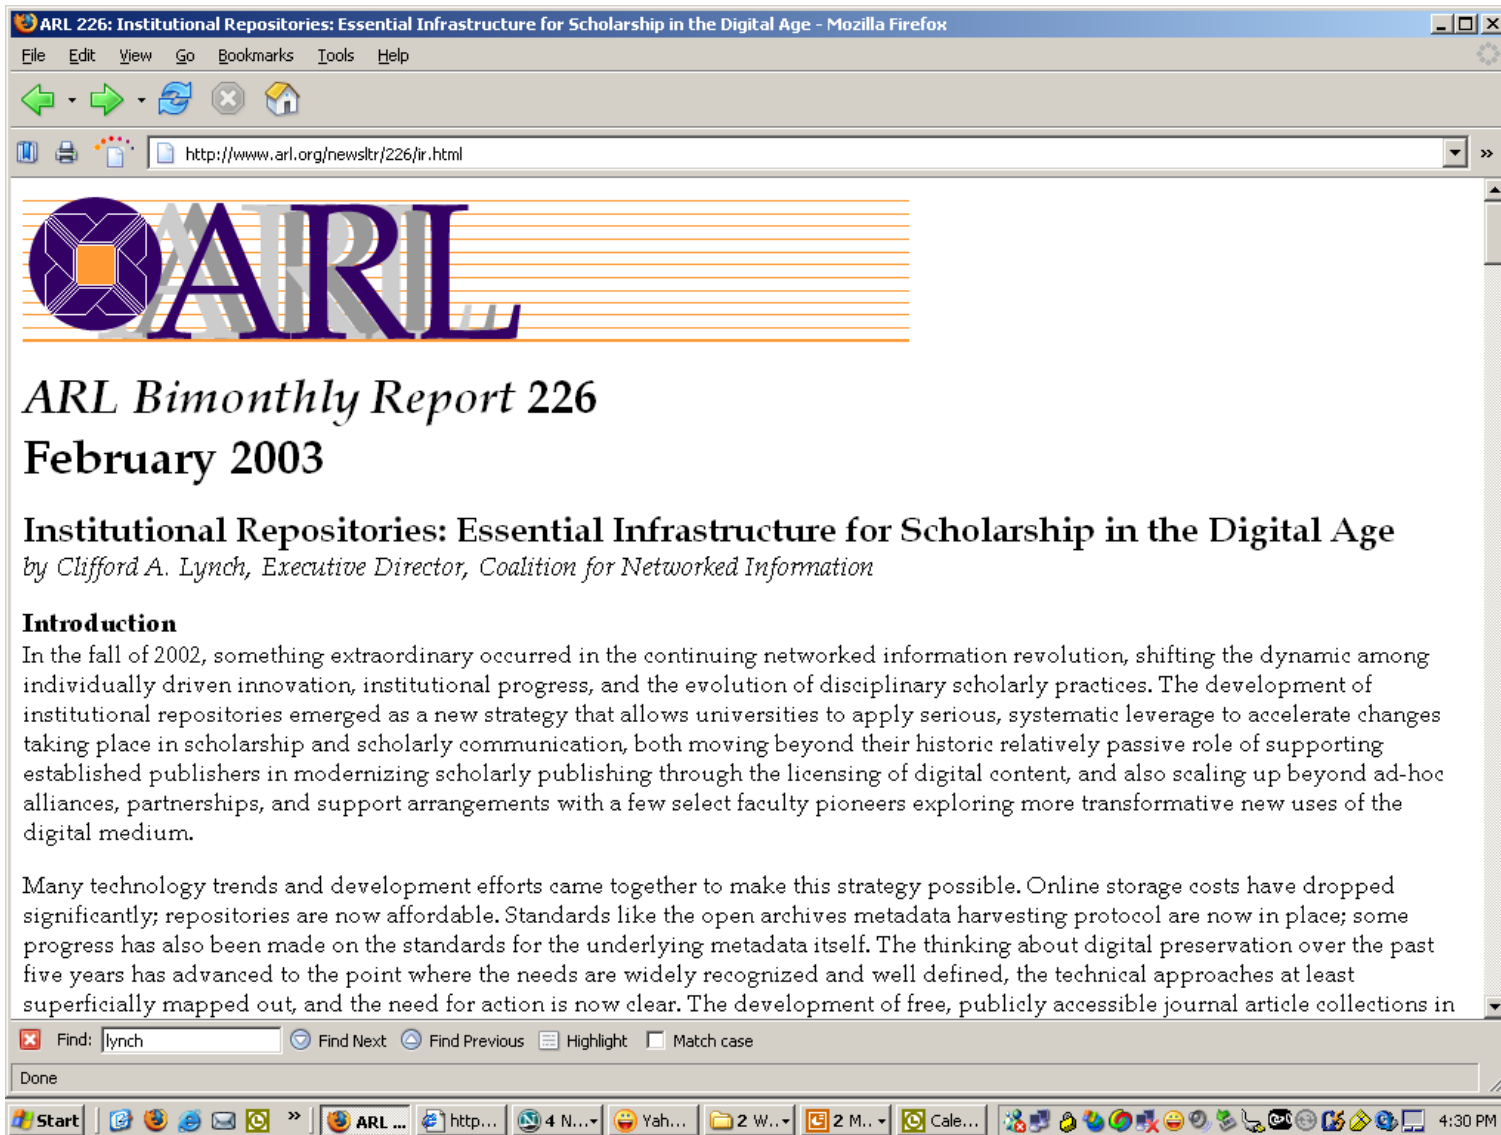 ARL 226: Institutional Repositories: Essential Infrastructure for Scholarship in the Digital Age - Mozilla Firefox
File Edit View Go Bookmarks Tools Help
http://www.arl.org/newsltr/226/ir.html
»
ARL
ARL Bimonthly Report 226
February 2003
Institutional Repositories: Essential Infrastructure for Scholarship in the Digital Age
by Clifford A. Lynch, Executive Director, Coalition for Networked Information
Introduction
In the fall of 2002, something extraordinary occurred in the continuing networked information revolution, shifting the dynamic among
individually driven innovation, institutional progress, and the evolution of disciplinary scholarly practices. The development of
institutional repositories emerged as a new strategy that allows universities to apply serious, systematic leverage to accelerate changes
taking place in scholarship and scholarly communication, both moving beyond their historic relatively passive role of supporting
established publishers in modernizing scholarly publishing through the licensing of digital content, and also scaling up beyond ad-hoc
alliances, partnerships, and support arrangements with a few select faculty pioneers exploring more transformative new uses of the
digital medium.
Many technology trends and development efforts came together to make this strategy possible. Online storage costs have dropped
significantly; repositories are now affordable. Standards like the open archives metadata harvesting protocol are now in place; some
progress has also been made on the standards for the underlying metadata itself. The thinking about digital preservation over the past
five years has advanced to the point where the needs are widely recognized and well defined, the technical approaches at least
superficially mapped out, and the need for action is now clear. The development of free, publicly accessible journal article collections in
Find: lynch Find Next Find Previous Highlight Match case
Done
Start » ARL ... http... 4 N... Yah... 2 W... 2 M... Cale... 4:30 PM